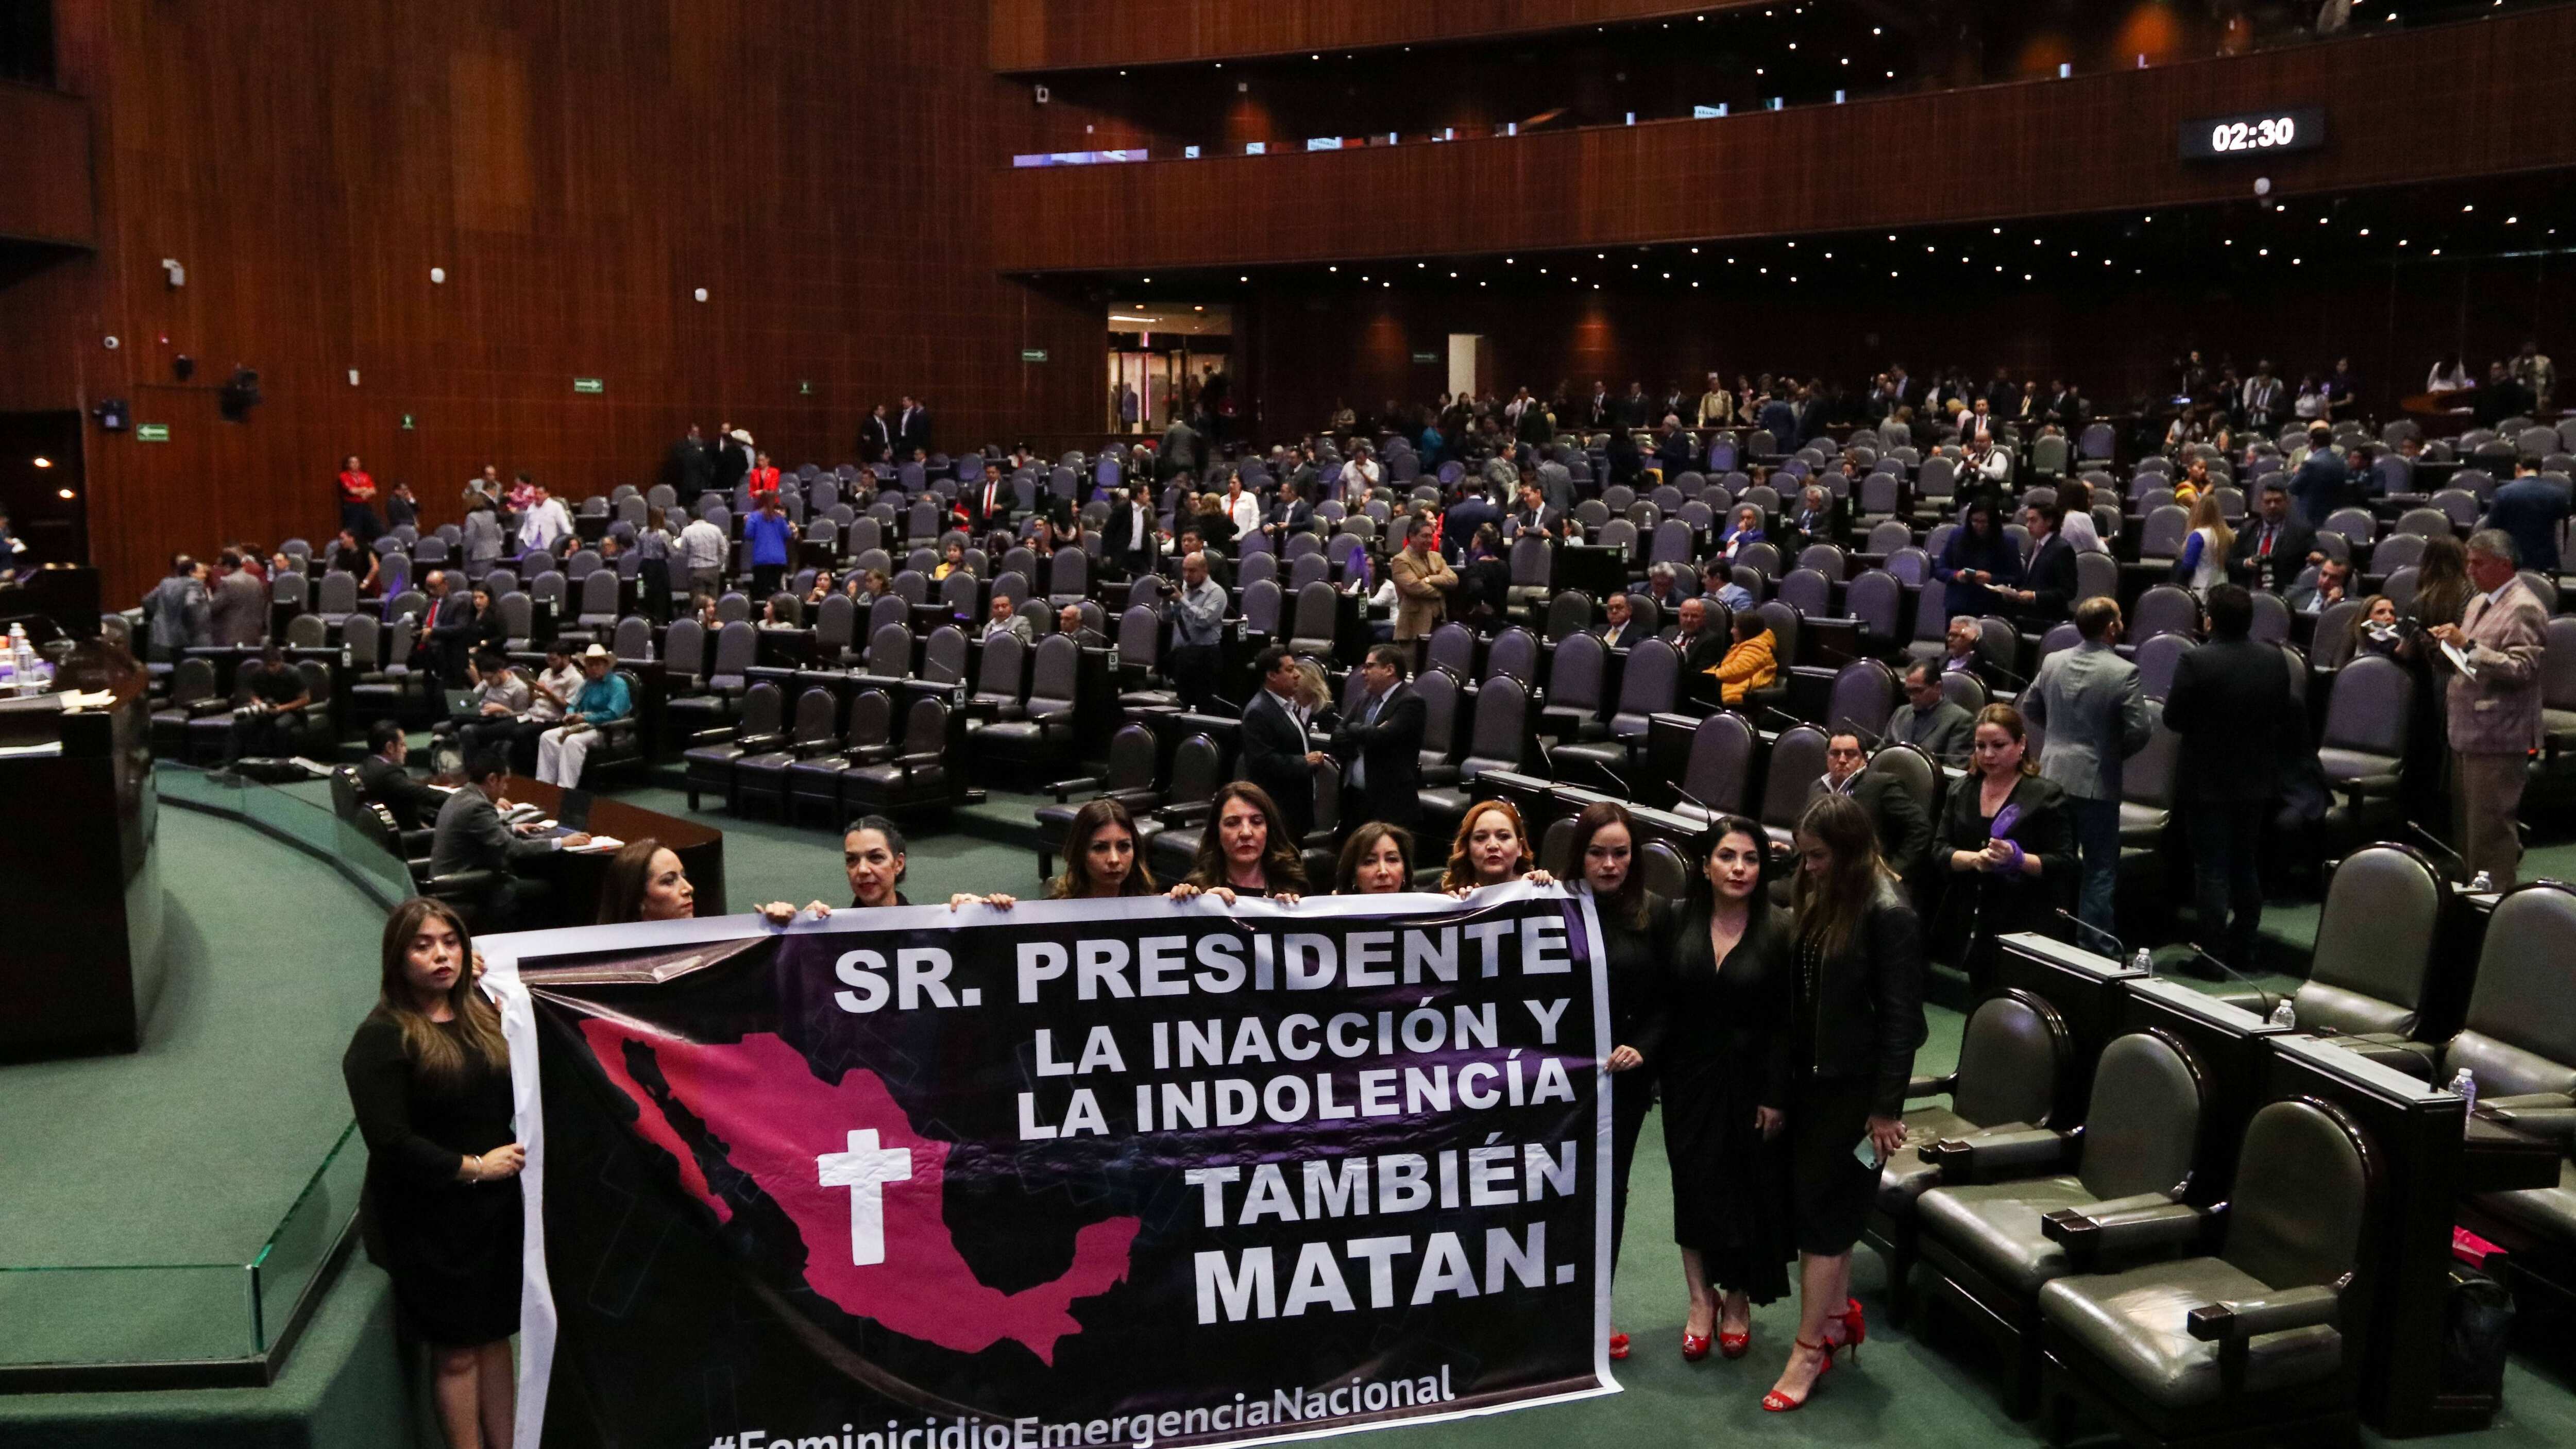 02:30
SR. PRESIDENTE
LA INACCIÓN Y
LA INDOLENCÍA
TAMBIÉN
MATAN.
#FeminicidioEmergenciaNacional